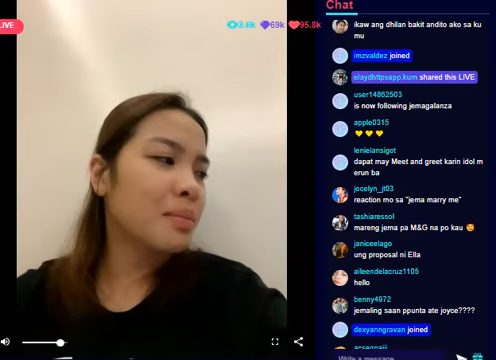 LIVE
2.6k 69k 95.8k
Chat
ikaw ang dhilan bakit andito ako sa ku
mu
imzvaldez joined
elaydhttpsapp.kum shared this LIVE
user14862503
is now following jemagalanza
apple0315
💛 💛 💛
lenielansigot
dapat may Meet and greet karin idol m
erun ba
jocelyn_jt03
reaction mo sa "jema marry me"
tashiaressol
mareng jema pa M&G na po kau 🥰
janiceelago
ung proposal ni Ella
aileendelacruz1105
hello
benny4972
jemaling saan ppunta ate joyce????
dexyanngravan joined
Write a message